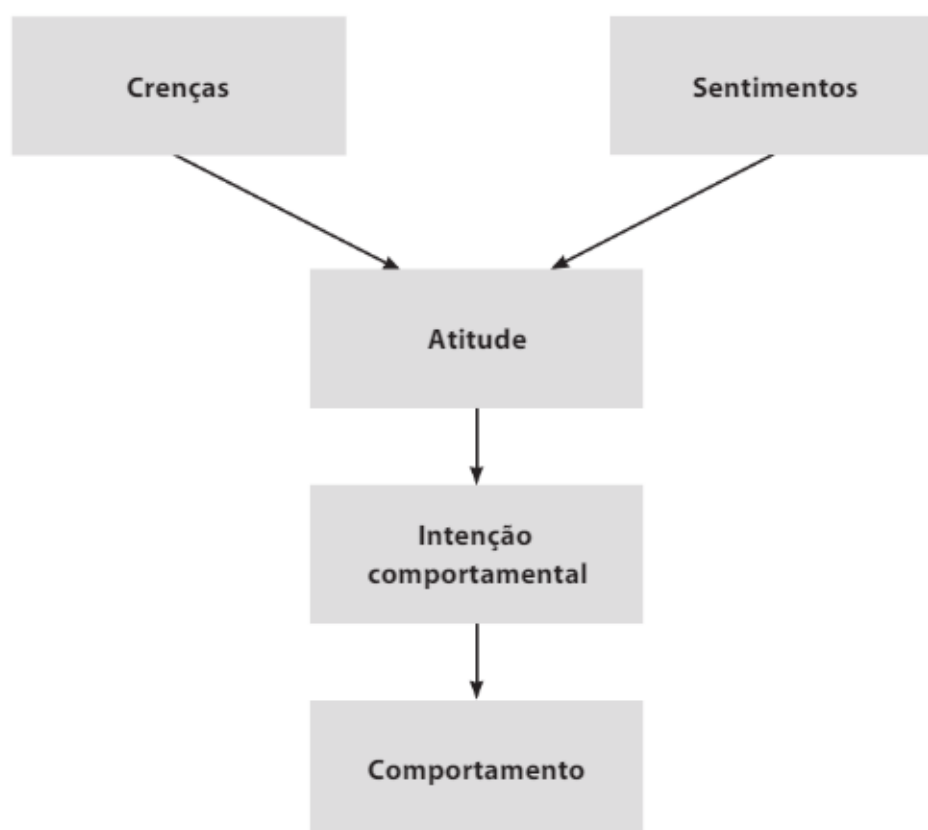 Crenças
Sentimentos
Atitude
Intenção
comportamental
Comportamento